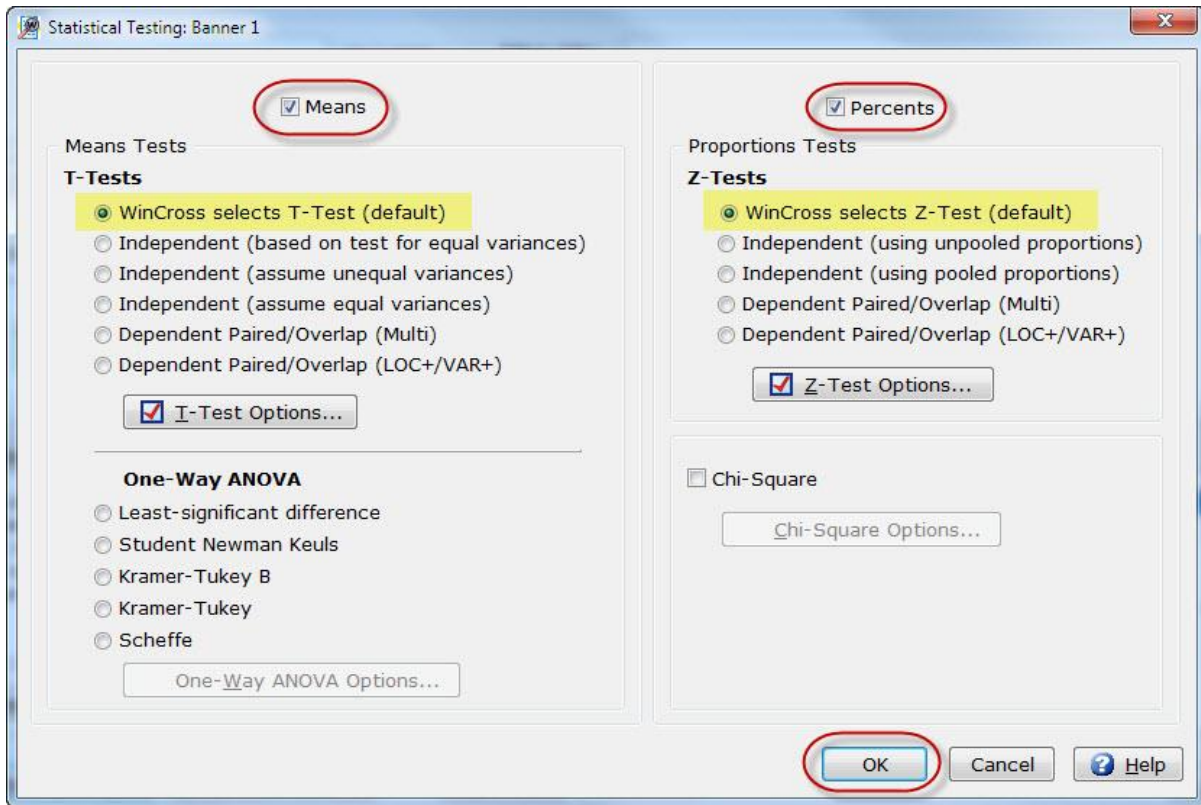 Statistical Testing: Banner 1
Means
Means Tests
T-Tests
WinCross selects T-Test (default)
Independent (based on test for equal variances)
Independent (assume unequal variances)
Independent (assume equal variances)
Dependent Paired/Overlap (Multi)
Dependent Paired/Overlap (LOC+/VAR+)
T-Test Options...
One-Way ANOVA
Least-significant difference
Student Newman Keuls
Kramer-Tukey B
Kramer-Tukey
Scheffe
One-Way ANOVA Options...
Percents
Proportions Tests
Z-Tests
WinCross selects Z-Test (default)
Independent (using unpooled proportions)
Independent (using pooled proportions)
Dependent Paired/Overlap (Multi)
Dependent Paired/Overlap (LOC+/VAR+)
Z-Test Options...
Chi-Square
Chi-Square Options...
OK
Cancel
Help